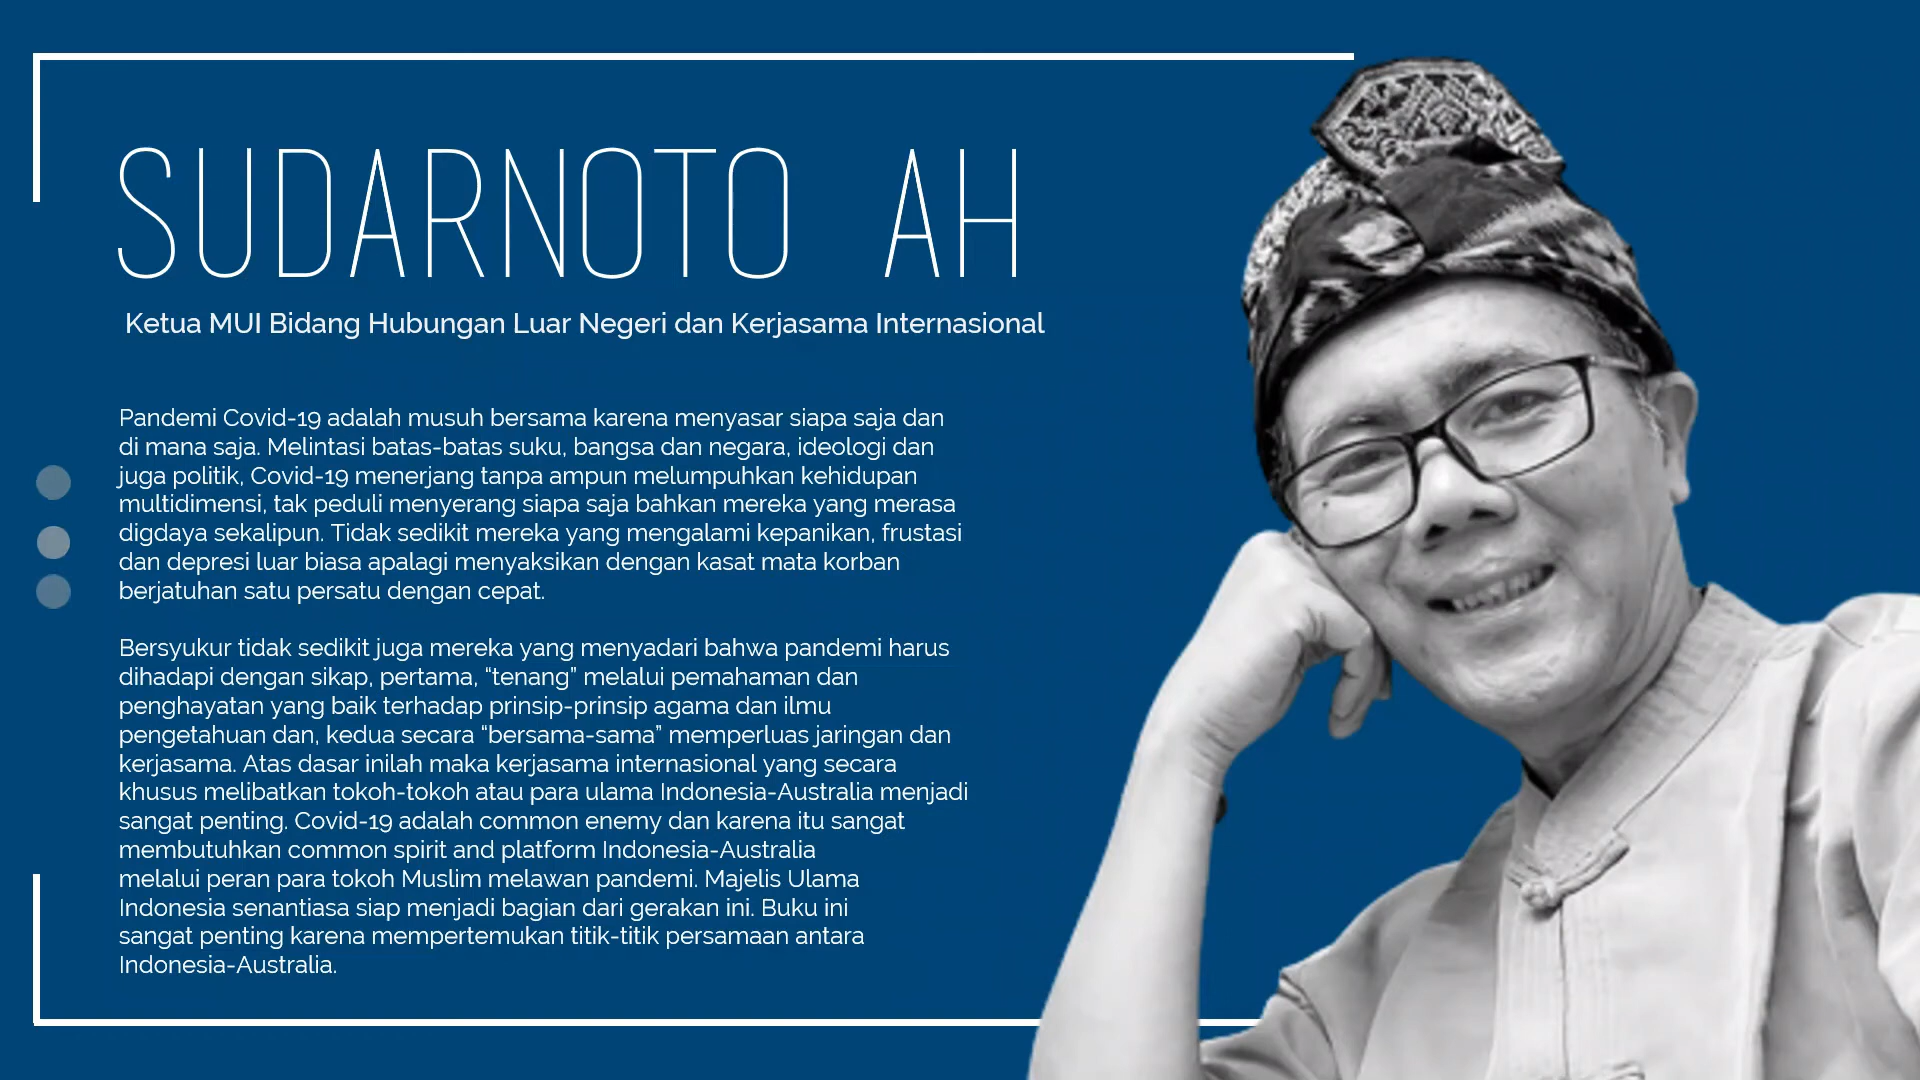 SUDARNOTO AH
Ketua MUI Bidang Hubungan Luar Negeri dan Kerjasama Internasional
Pandemi Covid-19 adalah musuh bersama karena menyasar siapa saja dan
di mana saja. Melintasi batas-batas suku, bangsa dan negara, ideologi dan
juga politik, Covid-19 menerjang tanpa ampun melumpuhkan kehidupan
multidimensi, tak peduli menyerang siapa saja bahkan mereka yang merasa
digdaya sekalipun. Tidak sedikit mereka yang mengalami kepanikan, frustasi
dan depresi luar biasa apalagi menyaksikan dengan kasat mata korban
berjatuhan satu persatu dengan cepat.
Bersyukur tidak sedikit juga mereka yang menyadari bahwa pandemi harus
dihadapi dengan sikap, pertama, “tenang” melalui pemahaman dan
penghayatan yang baik terhadap prinsip-prinsip agama dan ilmu
pengetahuan dan, kedua secara “bersama-sama” memperluas jaringan dan
kerjasama. Atas dasar inilah maka kerjasama internasional yang secara
khusus melibatkan tokoh-tokoh atau para ulama Indonesia-Australia menjadi
sangat penting. Covid-19 adalah common enemy dan karena itu sangat
membutuhkan common spirit and platform Indonesia-Australia
melalui peran para tokoh Muslim melawan pandemi. Majelis Ulama
Indonesia senantiasa siap menjadi bagian dari gerakan ini. Buku ini
sangat penting karena mempertemukan titik-titik persamaan antara
Indonesia-Australia.